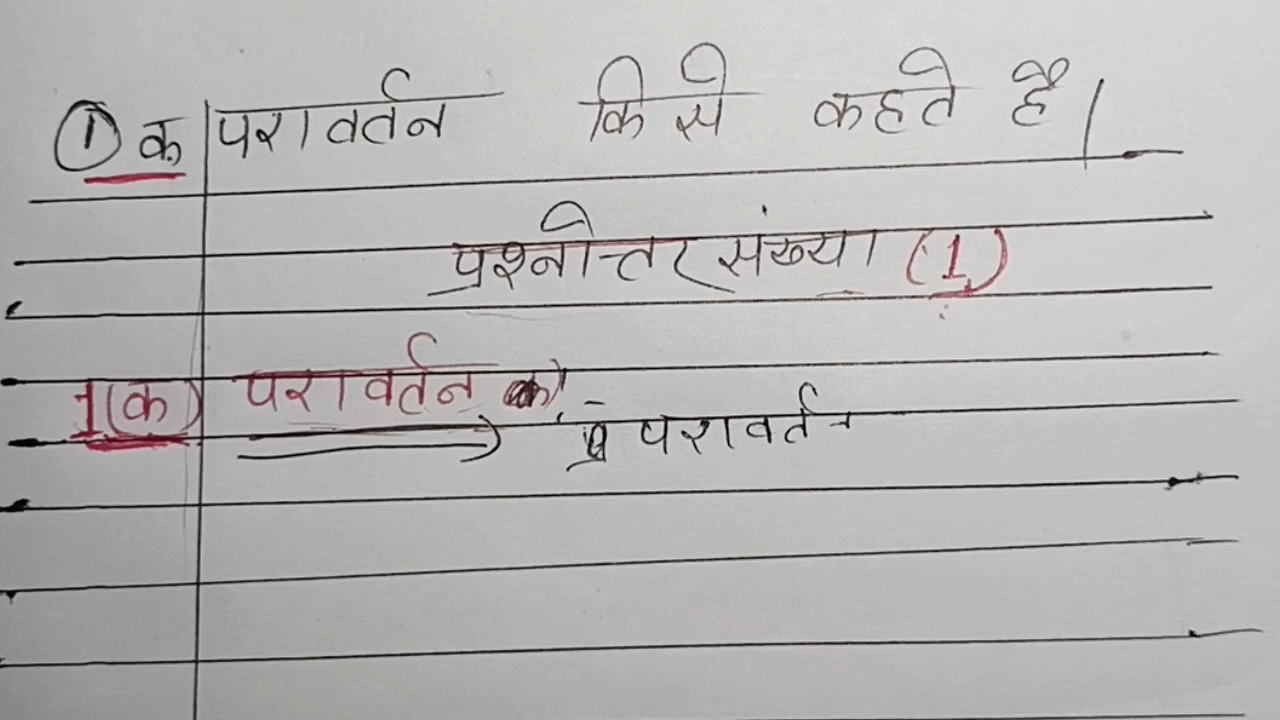 ① क परावर्तन किसे कहते है।
प्रश्नोत्तर संख्या (1)
1(क) परावर्तन
परावर्तन